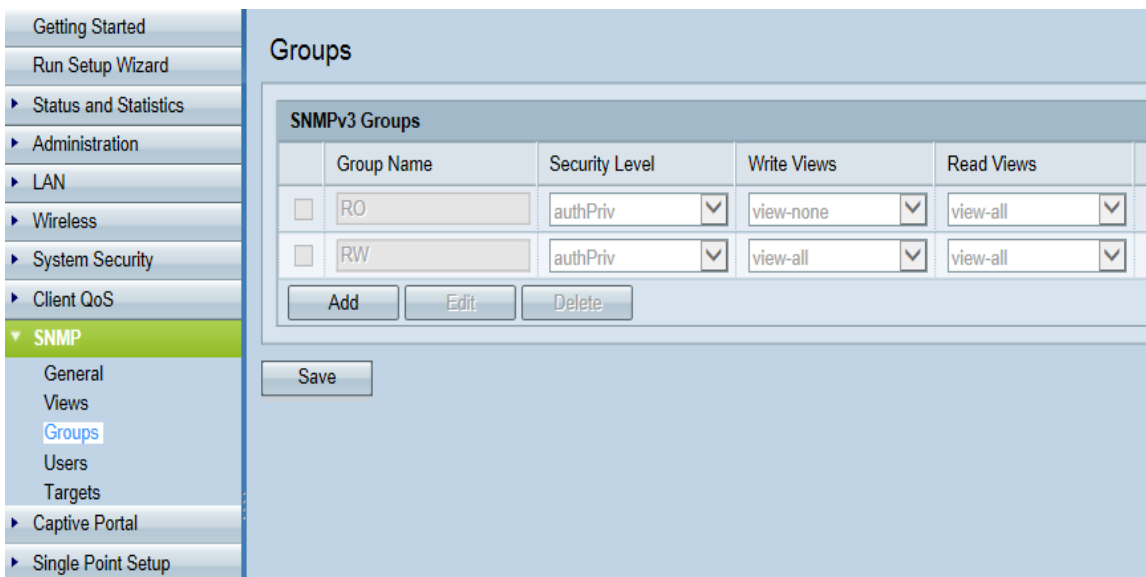 Getting Started
Run Setup Wizard
Status and Statistics
Administration
LAN
Wireless
System Security
Client QoS
SNMP
General
Views
Groups
Users
Targets
Captive Portal
Single Point Setup
Groups
SNMPv3 Groups
Group Name Security Level Write Views Read Views
RO authPriv view-none view-all
RW authPriv view-all view-all
Add Edit Delete
Save